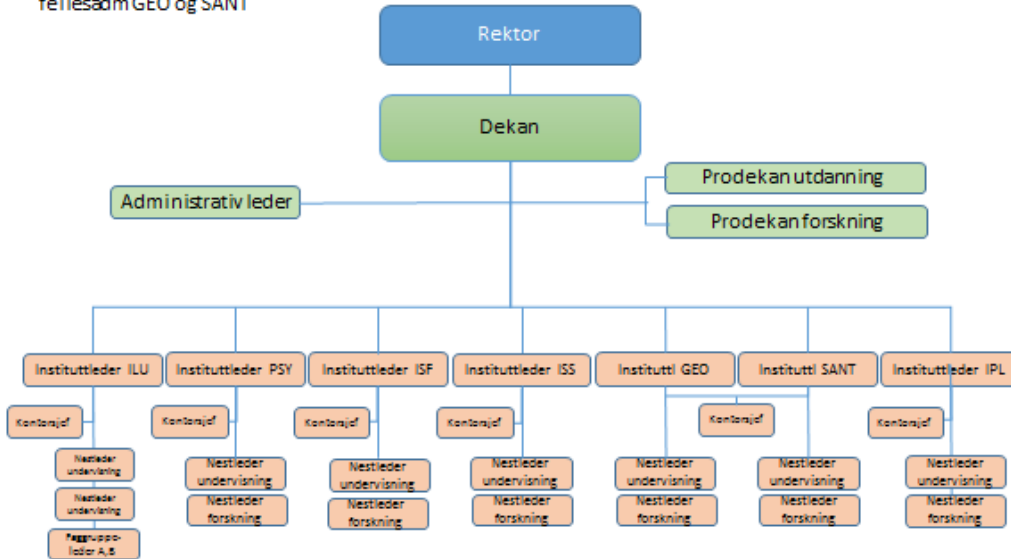 fellesadm GEO og SANT
Rektor
Dekan
Administrativ leder
Prodekan utdanning
Prodekan forskning
Instituttleder ILU
Instituttleder PSY
Instituttleder ISF
Instituttleder ISS
Instituttl GEO
Instituttl SANT
Instituttleder IPL
Kontorsjef
Kontorsjef
Kontorsjef
Kontorsjef
Kontorsjef
Kontorsjef
Nestleder
undervisning
Nestleder
undervisning
Faggruppe-
leder A,B
Nestleder
undervisning
Nestleder
forskning
Nestleder
undervisning
Nestleder
forskning
Nestleder
undervisning
Nestleder
forskning
Nestleder
undervisning
Nestleder
forskning
Nestleder
undervisning
Nestleder
forskning
Nestleder
undervisning
Nestleder
forskning